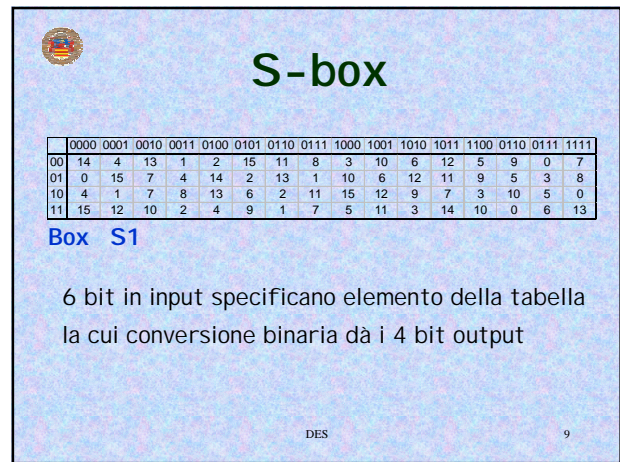 S-box
0000 0001 0010 0011 0100 0101 0110 0111 1000 1001 1010 1011 1100 0110 0111 1111
00 14 4 13 1 2 15 11 8 3 10 6 12 5 9 0 7
01 0 15 7 4 14 2 13 1 10 6 12 11 9 5 3 8
10 4 1 7 8 13 6 2 11 15 12 9 7 3 10 5 0
11 15 12 10 2 4 9 1 7 5 11 3 14 10 0 6 13
Box S1
6 bit in input specificano elemento della tabella
la cui conversione binaria dà i 4 bit output
DES 9